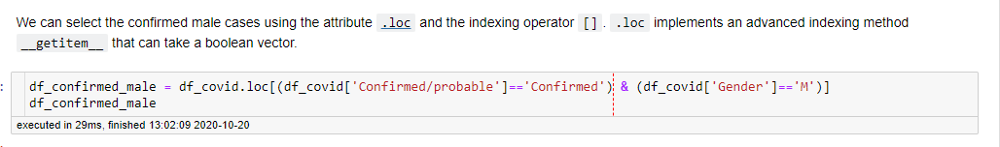 We can select the confirmed male cases using the attribute .loc and the indexing operator [] . .loc implements an advanced indexing method
__getitem__ that can take a boolean vector.
df_confirmed_male = df_covid.loc[(df_covid['Confirmed/probable']=='Confirmed') & (df_covid['Gender']=='M')]
df_confirmed_male
executed in 29ms, finished 13:02:09 2020-10-20